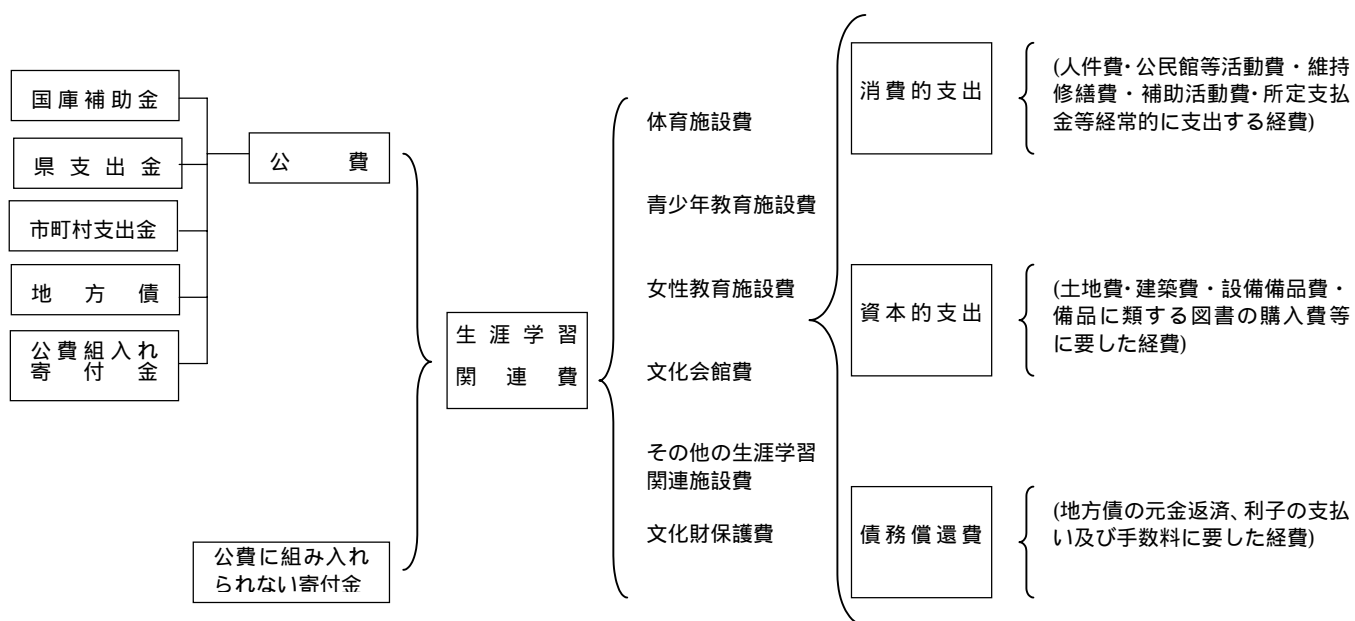 国庫補助金
県支出金
市町村支出金
地方債
公費組入れ
寄付金
公費
公費に組み入れ
られない寄付金
生涯学習
関連費
体育施設費
青少年教育施設費
女性教育施設費
文化会館費
その他の生涯学習
関連施設費
文化財保護費
消費的支出
(人件費・公民館等活動費・維持
修繕費・補助活動費・所定支払
金等経常的に支出する経費)
資本的支出
(土地費・建築費・設備備品費・
備品に類する図書の購入費等
に要した経費)
債務償還費
(地方債の元金返済、利子の支払
い及び手数料に要した経費)